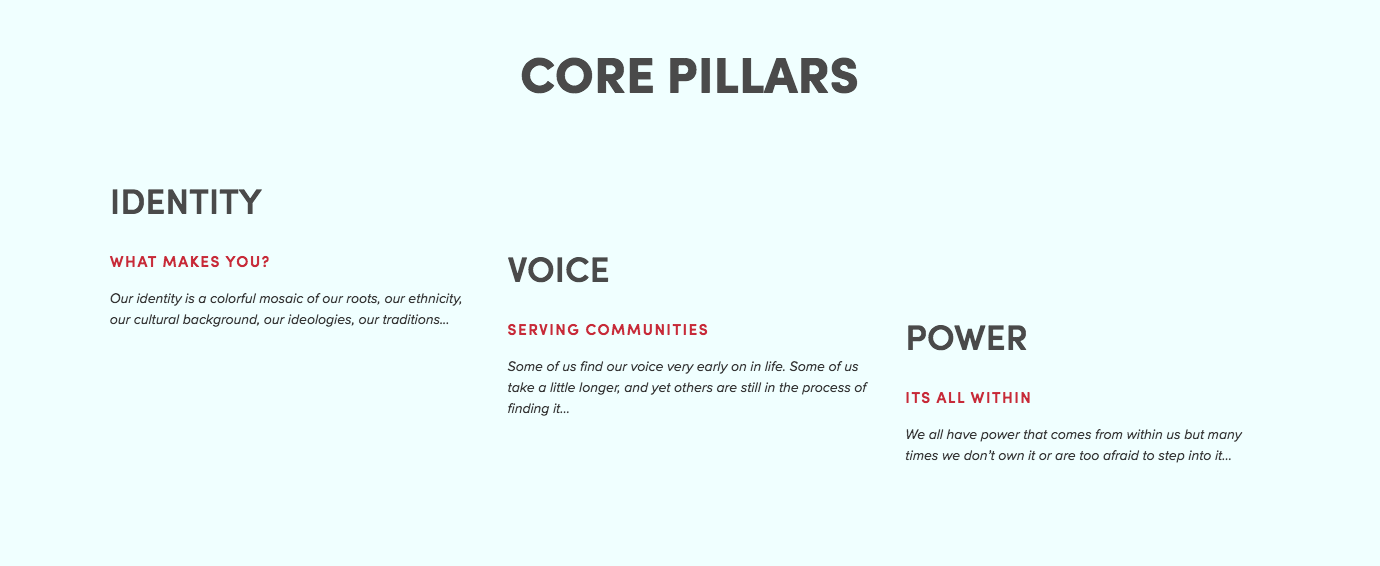 CORE PILLARS
IDENTITY
WHAT MAKES YOU?
Our identity is a colorful mosaic of our roots, our ethnicity,
our cultural background, our ideologies, our traditions...
VOICE
SERVING COMMUNITIES
Some of us find our voice very early on in life. Some of us
take a little longer, and yet others are still in the process of
finding it...
POWER
ITS ALL WITHIN
We all have power that comes from within us but many
times we don't own it or are too afraid to step into it...